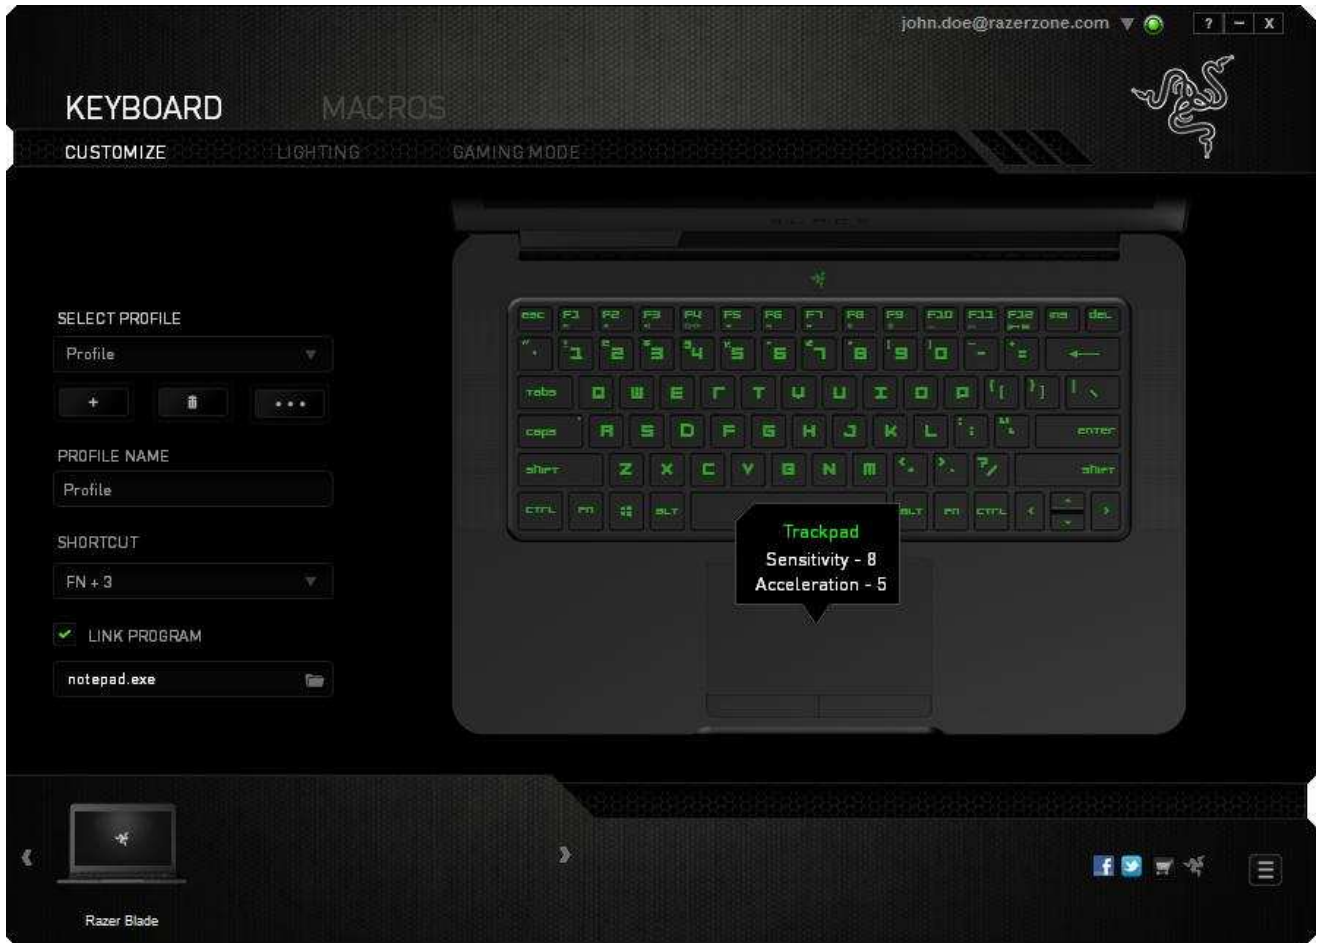 john.doe@razerzone.com
? – X
KEYBOARD MACROS
CUSTOMIZE LIGHTING GAMING MODE
SELECT PROFILE
Profile
+
PROFILE NAME
Profile
SHORTCUT
FN + 3
LINK PROGRAM
notepad.exe
esc F1 F2 F3 F4 F5 F6 F7 F8 F9 F10 F11 F12 ins del
1 2 3 4 5 6 7 8 9 0 - =
Tabs Q W E r T Y U I O P { [ } ] | \
caps A S D F G H J K L : ; enter
shift Z X C V B N M < > . ? / shift
CTrL Fn ALT ALT Fn CTrL
Trackpad
Sensitivity - 8
Acceleration - 5
Razer Blade